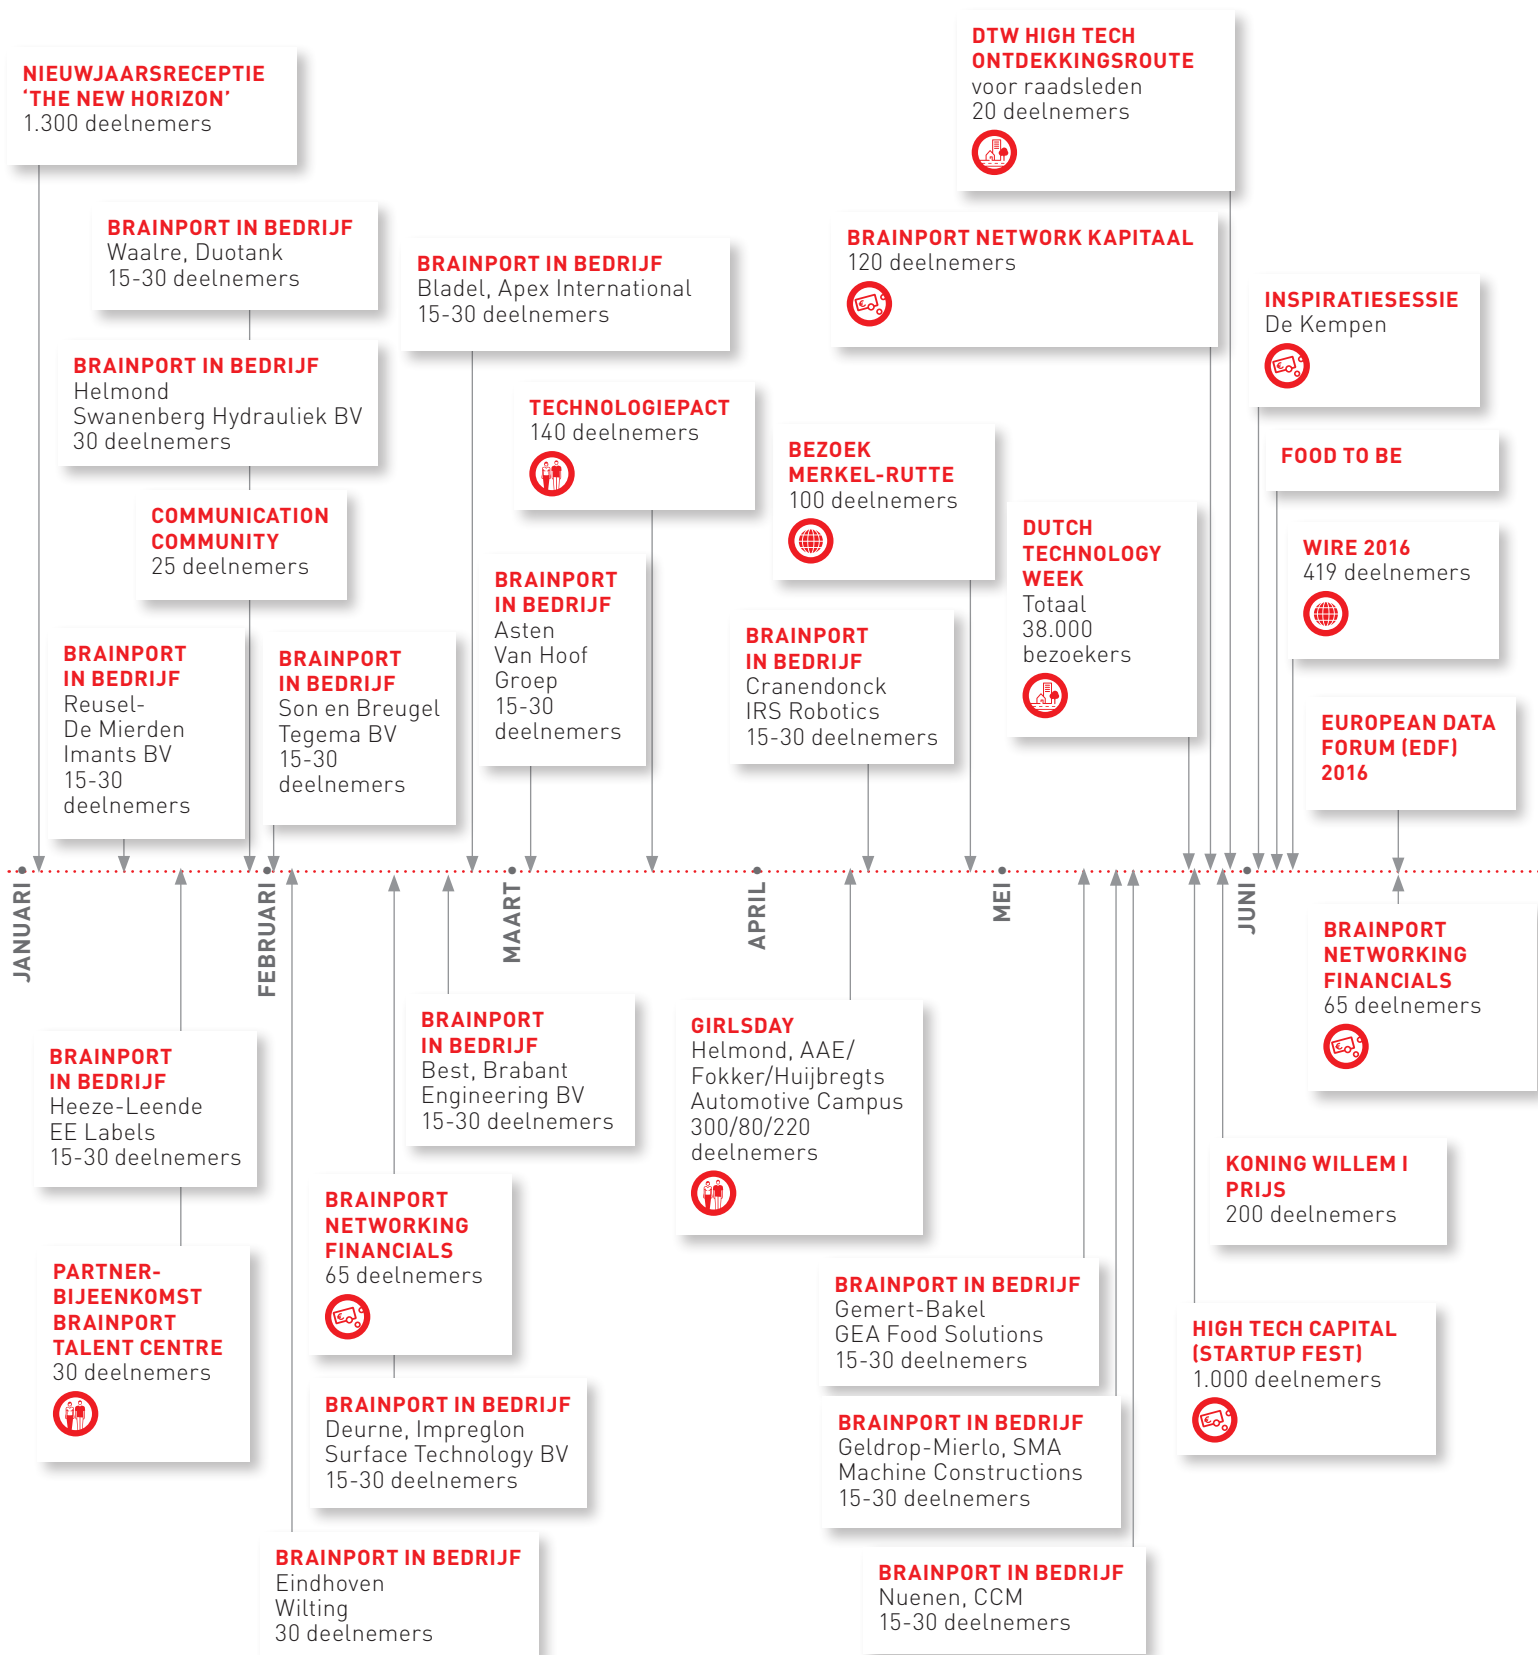 NIEUWJAARSRECEPTIE
‘THE NEW HORIZON’
1.300 deelnemers
BRAINPORT IN BEDRIJF
Waalre, Duotank
15-30 deelnemers
BRAINPORT IN BEDRIJF
Helmond
Swanenberg Hydrauliek BV
30 deelnemers
COMMUNICATION
COMMUNITY
25 deelnemers
BRAINPORT
IN BEDRIJF
Reusel-
De Mierden
Imants BV
15-30
deelnemers
BRAINPORT
IN BEDRIJF
Son en Breugel
Tegema BV
15-30
deelnemers
BRAINPORT IN BEDRIJF
Bladel, Apex International
15-30 deelnemers
TECHNOLOGIEPACT
140 deelnemers
BRAINPORT
IN BEDRIJF
Asten
Van Hoof
Groep
15-30
deelnemers
DTW HIGH TECH
ONTDEKKINGSROUTE
voor raadsleden
20 deelnemers
BRAINPORT NETWORK KAPITAAL
120 deelnemers
BEZOEK
MERKEL-RUTTE
100 deelnemers
BRAINPORT
IN BEDRIJF
Cranendonck
IRS Robotics
15-30 deelnemers
DUTCH
TECHNOLOGY
WEEK
Totaal
38.000
bezoekers
INSPIRATIESESSIE
De Kempen
FOOD TO BE
WIRE 2016
419 deelnemers
EUROPEAN DATA
FORUM (EDF)
2016
JANUARI
FEBRUARI
MAART
APRIL
MEI
JUNI
BRAINPORT
IN BEDRIJF
Heeze-Leende
EE Labels
15-30 deelnemers
PARTNER-
BIJEENKOMST
BRAINPORT
TALENT CENTRE
30 deelnemers
BRAINPORT
IN BEDRIJF
Best, Brabant
Engineering BV
15-30 deelnemers
BRAINPORT
NETWORKING
FINANCIALS
65 deelnemers
BRAINPORT IN BEDRIJF
Deurne, Impreglon
Surface Technology BV
15-30 deelnemers
BRAINPORT IN BEDRIJF
Eindhoven
Wilting
30 deelnemers
GIRLSDAY
Helmond, AAE/
Fokker/Huijbregts
Automotive Campus
300/80/220
deelnemers
BRAINPORT IN BEDRIJF
Gemert-Bakel
GEA Food Solutions
15-30 deelnemers
BRAINPORT IN BEDRIJF
Geldrop-Mierlo, SMA
Machine Constructions
15-30 deelnemers
BRAINPORT IN BEDRIJF
Nuenen, CCM
15-30 deelnemers
BRAINPORT
NETWORKING
FINANCIALS
65 deelnemers
KONING WILLEM I
PRIJS
200 deelnemers
HIGH TECH CAPITAL
(STARTUP FEST)
1.000 deelnemers